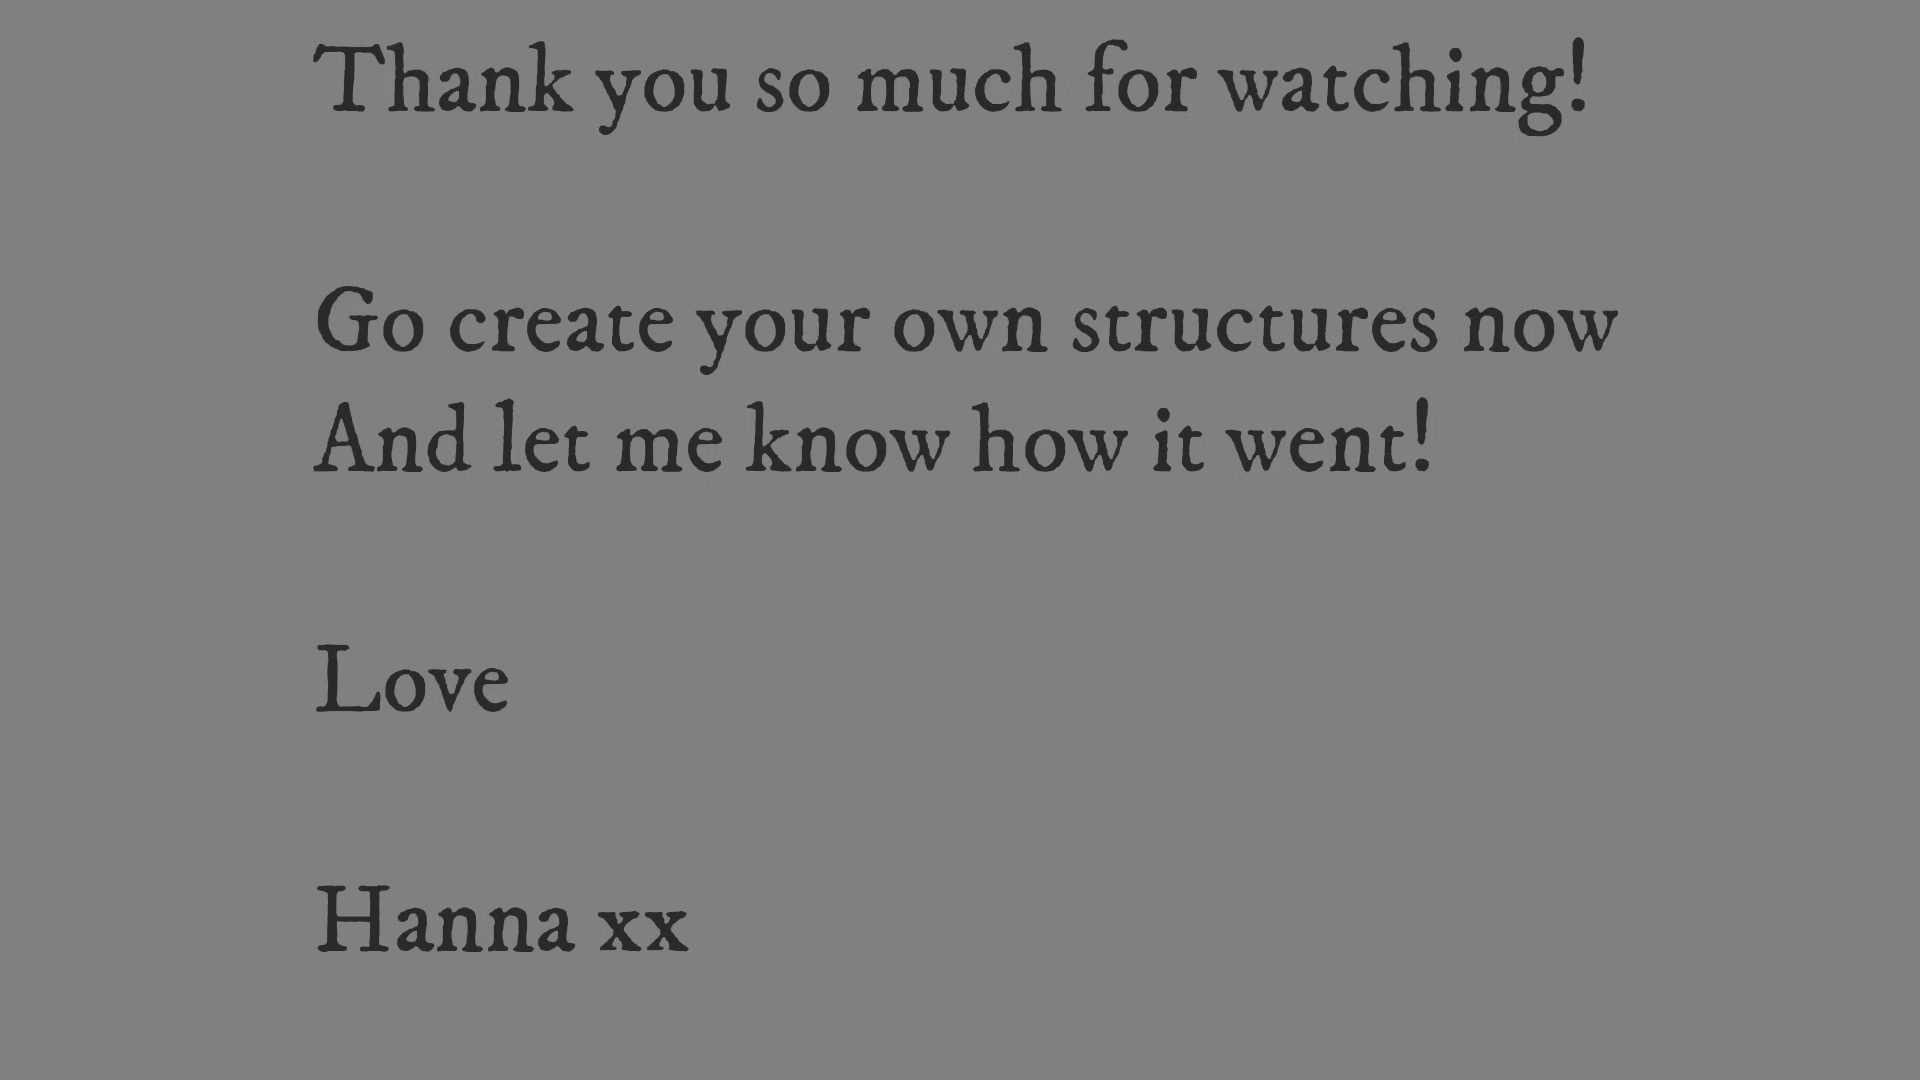 Thank you so much for watching!
Go create your own structures now
And let me know how it went!
Love
Hanna xx